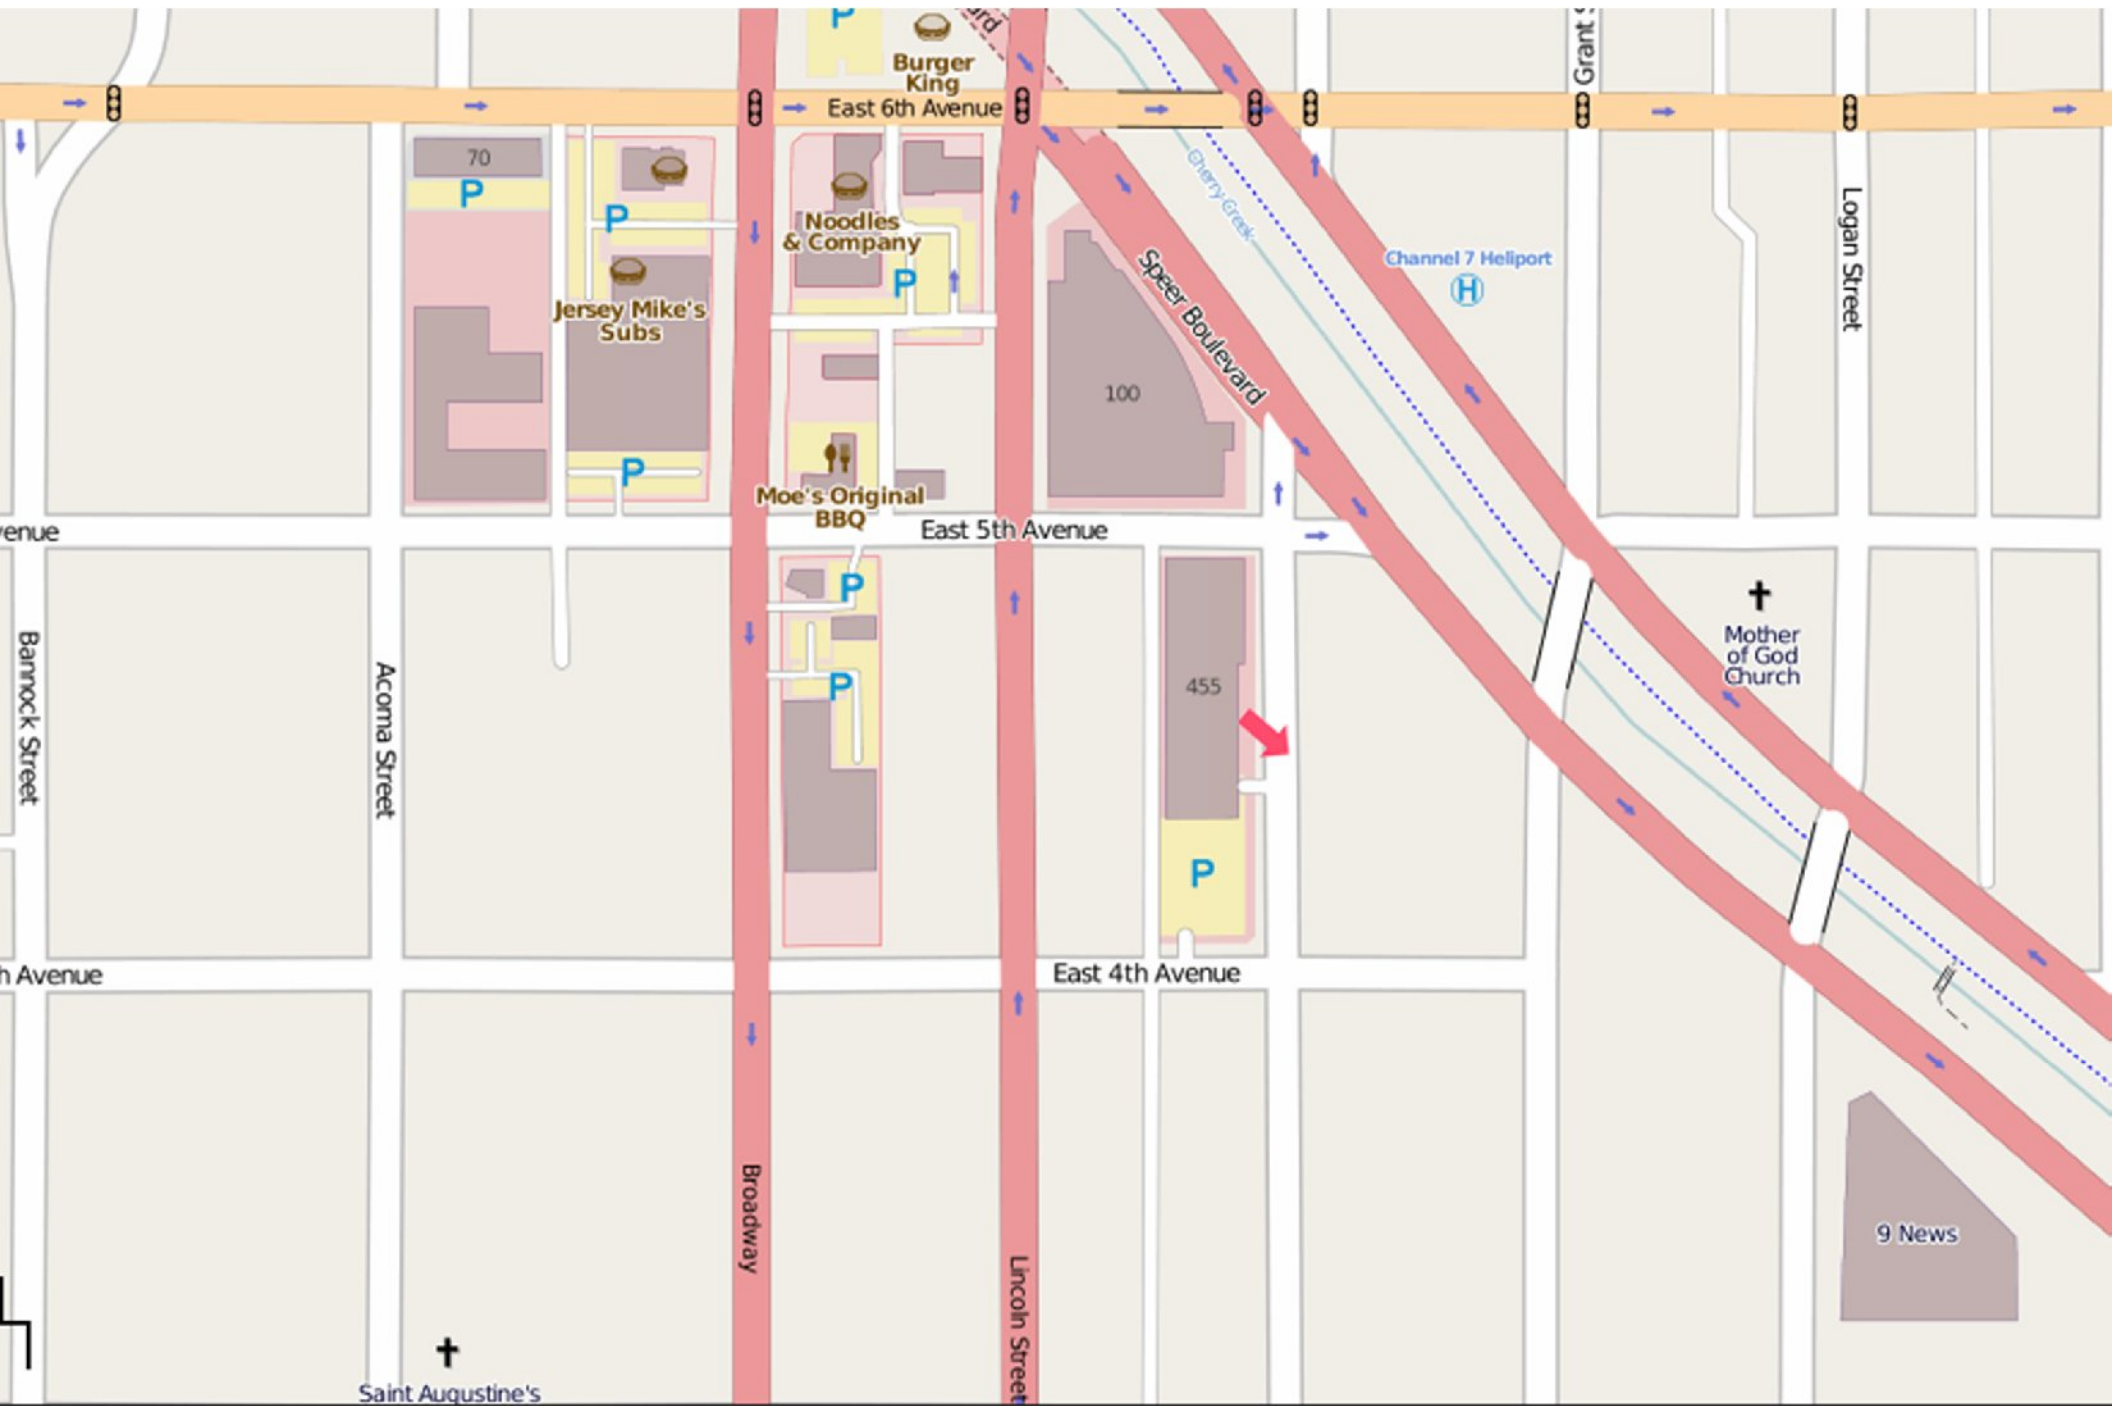 P
ard
Burger
King
Grant S
East 6th Avenue
70
P
P
Noodles
& Company
P
Cherry Creek
Speer Boulevard
Channel 7 Heliport
H
Logan Street
Jersey Mike's
Subs
100
P
Moe's Original
BBQ
venue
East 5th Avenue
P
Mother
of God
Church
Bannock Street
Acoma Street
P
455
P
h Avenue
East 4th Avenue
Broadway
Lincoln Street
9 News
Saint Augustine's